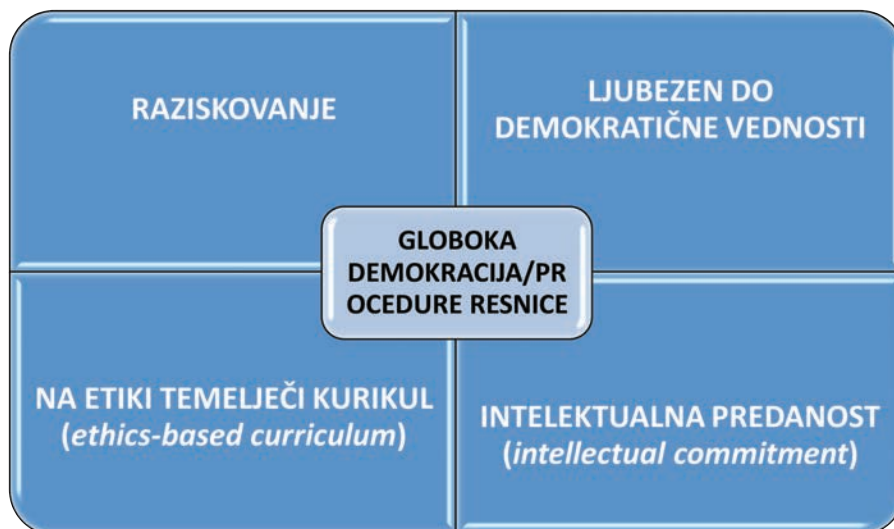 RAZISKOVANJE
LJUBEZEN DO
DEMOKRATIČNE VEDNOSTI
GLOBOKA
DEMOKRACIJA/PR
OCEDURE RESNICE
NA ETIKI TEMELJEČI KURIKUL
(ethics-based curriculum)
INTELEKTUALNA PREDANOST
(intellectual commitment)